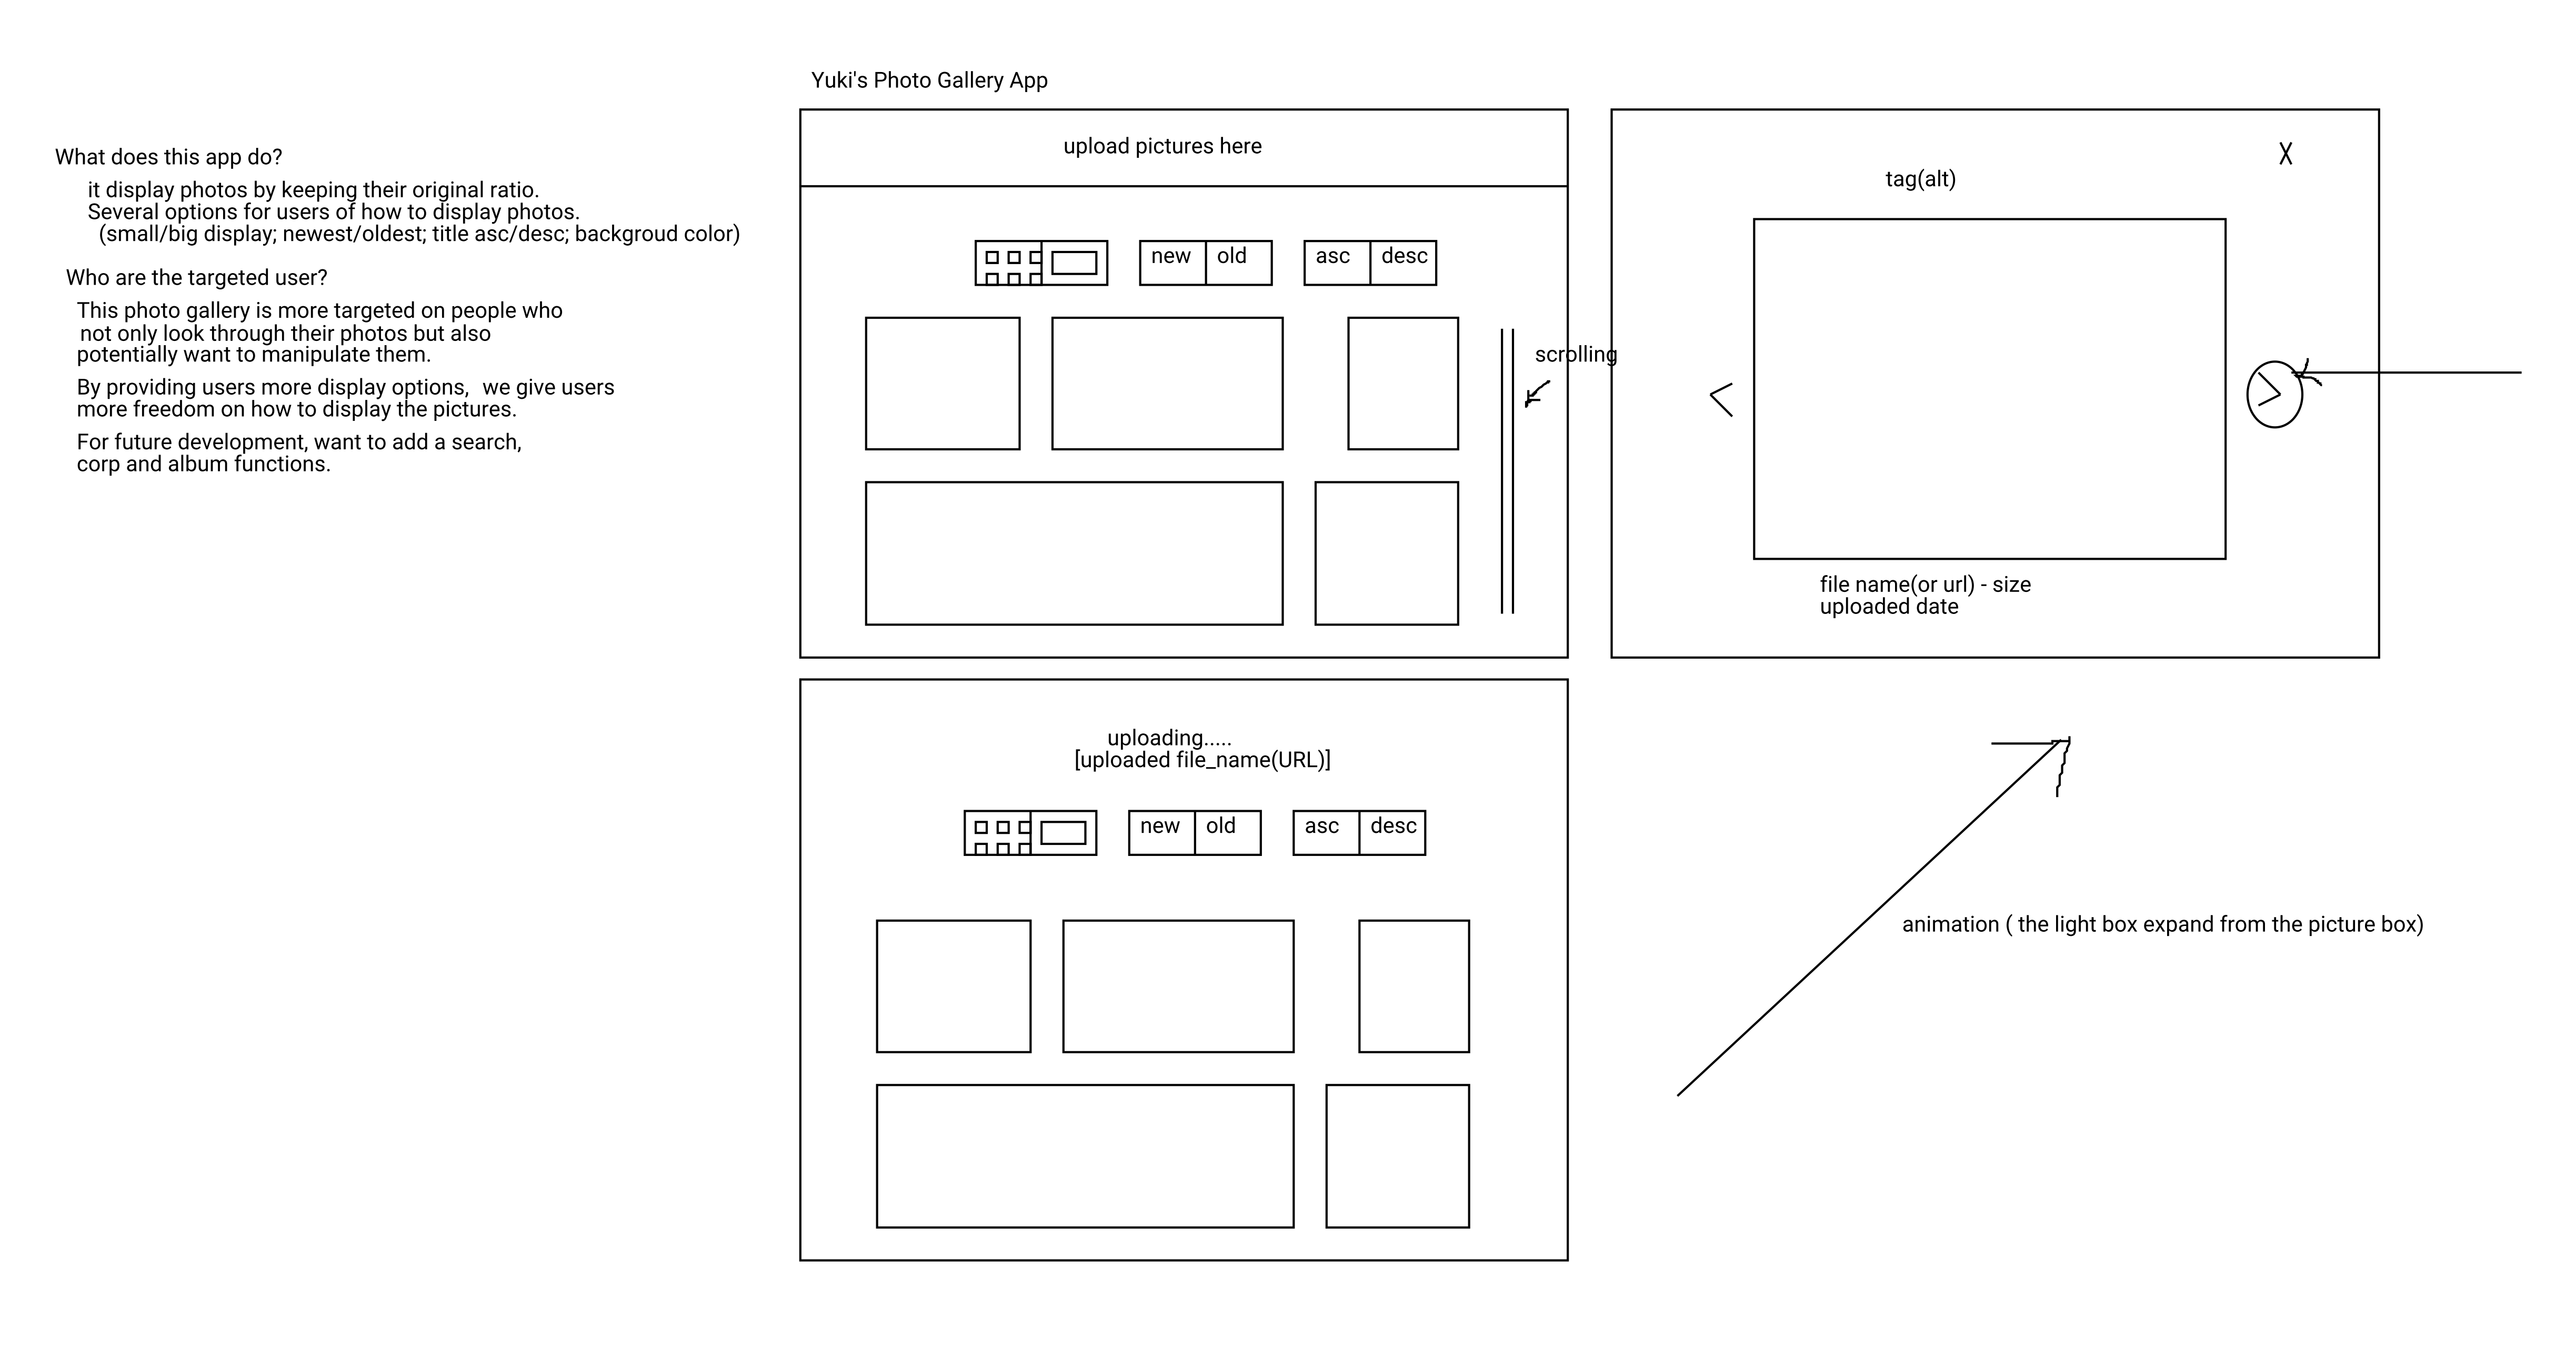 Yuki's Photo Gallery App
What does this app do?
it display photos by keeping their original ratio.
Several options for users of how to display photos.
(small/big display; newest/oldest; title asc/desc; backgroud color)
Who are the targeted user?
This photo gallery is more targeted on people who
not only look through their photos but also
potentially want to manipulate them.
By providing users more display options, we give users
more freedom on how to display the pictures.
For future development, want to add a search,
corp and album functions.
upload pictures here
new old asc desc
scrolling
X
tag(alt)
<
>
file name(or url) - size
uploaded date
uploading.....
[uploaded file_name(URL)]
new old asc desc
animation ( the light box expand from the picture box)